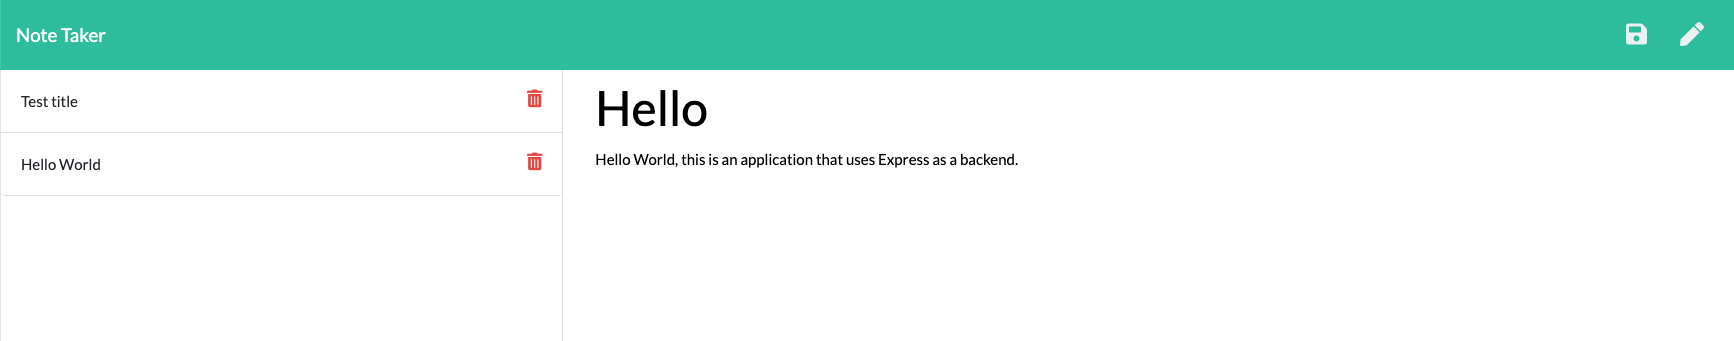 Note Taker
Test title
Hello World
Hello
Hello World, this is an application that uses Express as a backend.